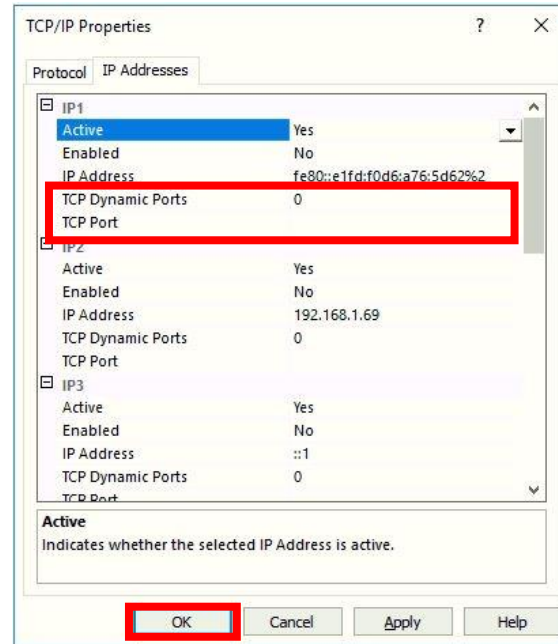 TCP/IP Properties ? ×
Protocol IP Addresses
IP1
Active Yes
Enabled No
IP Address fe80::e1fd:f0d6:a76:5d62%2
TCP Dynamic Ports 0
TCP Port
IP2
Active Yes
Enabled No
IP Address 192.168.1.69
TCP Dynamic Ports 0
TCP Port
IP3
Active Yes
Enabled No
IP Address ::1
TCP Dynamic Ports 0
TCP Port
Active
Indicates whether the selected IP Address is active.
OK Cancel Apply Help